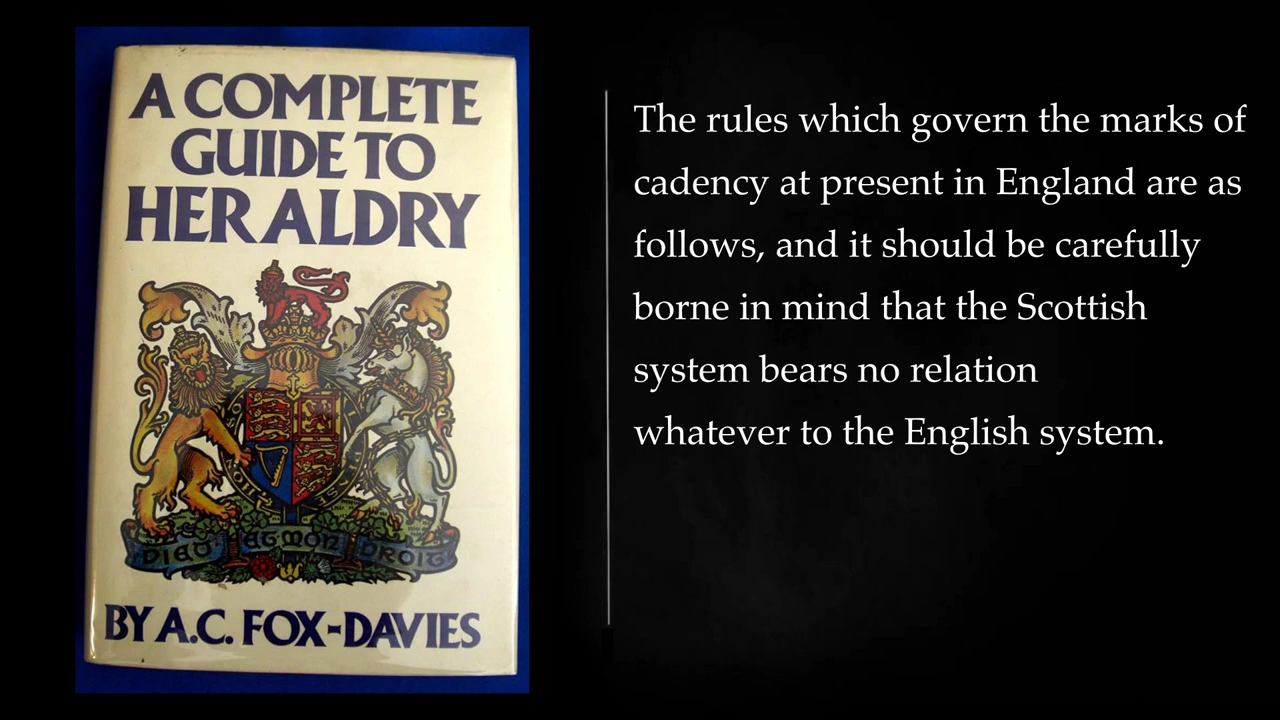 A COMPLETE
GUIDE TO
HERALDRY
DIEU ET MON DROIT
BY A.C. FOX-DAVIES
The rules which govern the marks of
cadency at present in England are as
follows, and it should be carefully
borne in mind that the Scottish
system bears no relation
whatever to the English system.